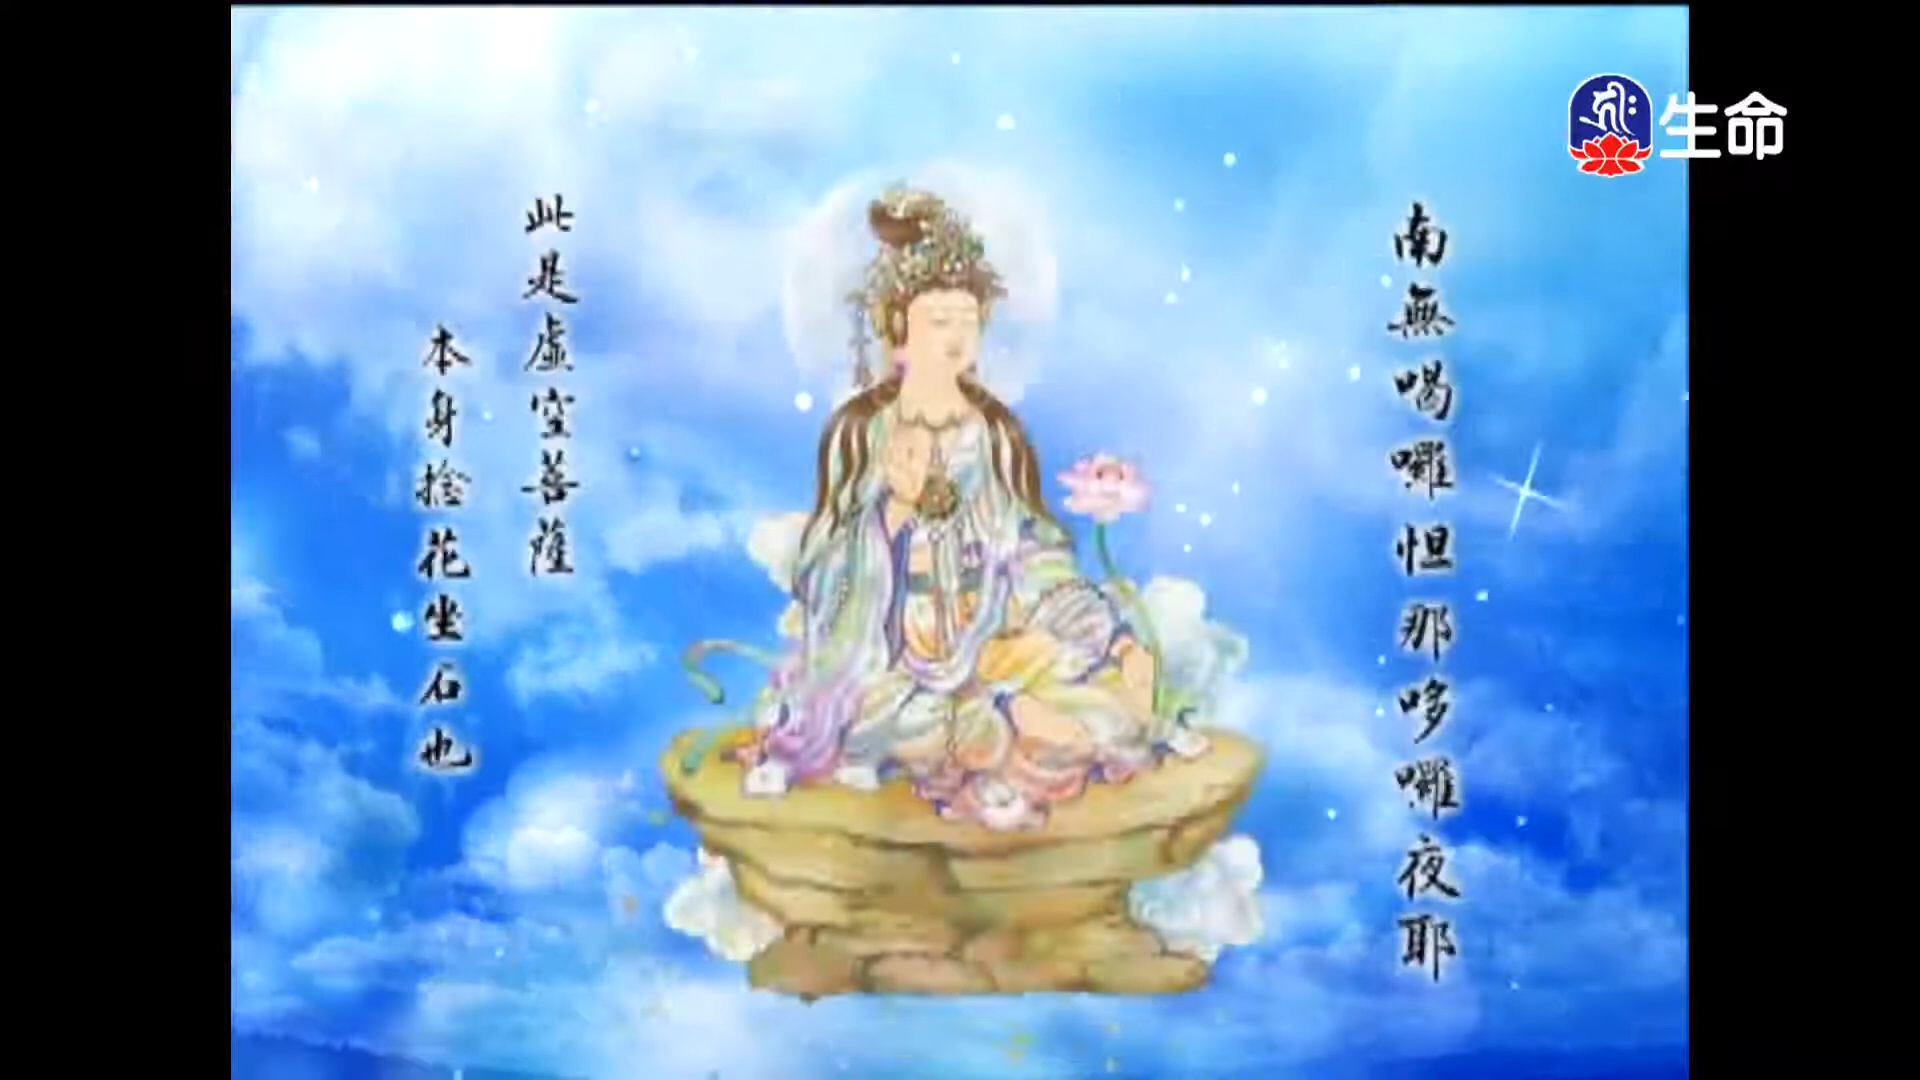 生命
南無喝囉怛那哆囉夜耶
此是虛空菩薩
本身捻花坐石也